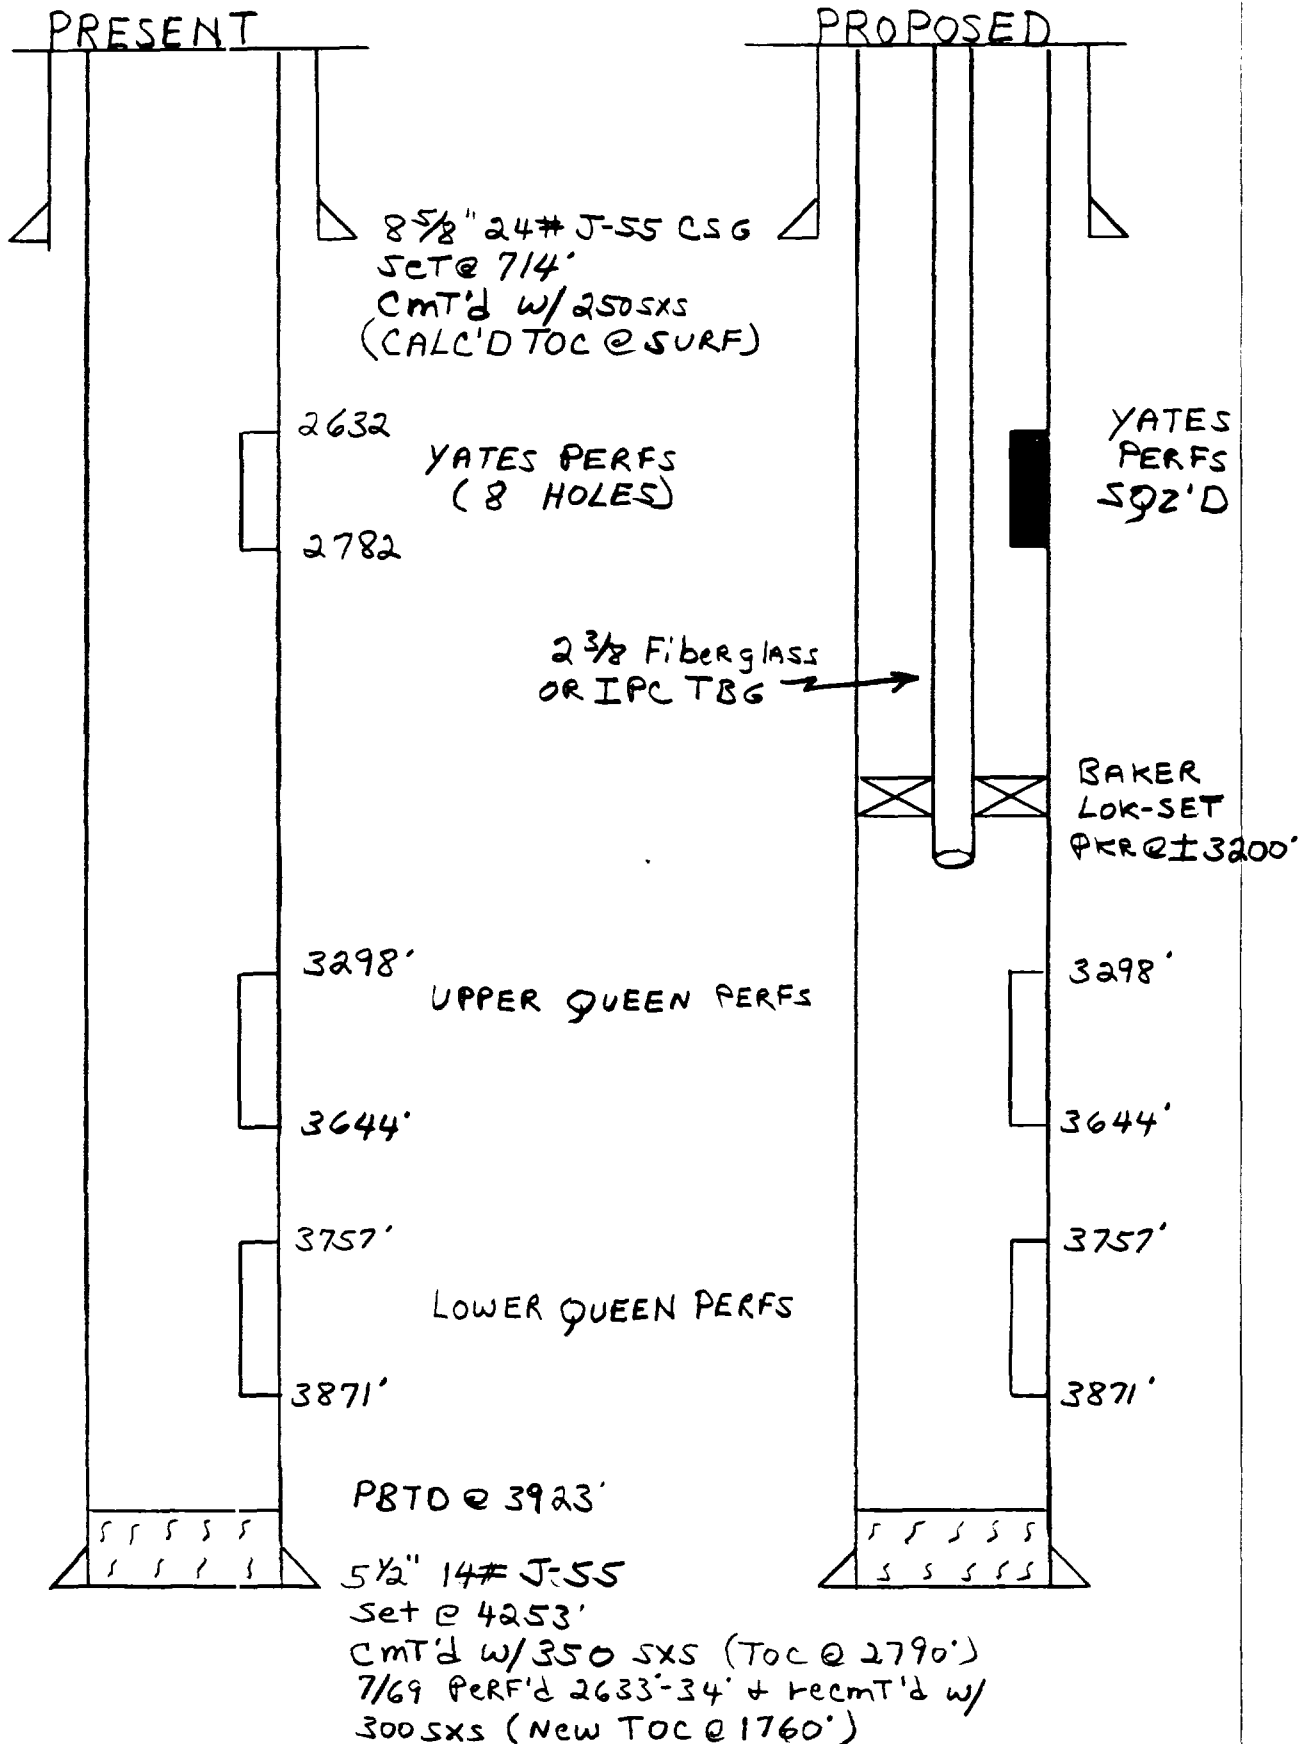 PRESENT
PROPOSED
8 5/8" 24# J-55 CSG
SET @ 714'
CMT'd w/ 250 SXS
(CALC'D TOC @ SURF)
2632
YATES PERFS
(8 HOLES)
2782
YATES
PERFS
SQZ'D
2 3/8 FiberglASS
OR IPC TBG
BAKER
LOK-SET
PKR @ ± 3200'
3298'
UPPER QUEEN PERFS
3644'
3298'
3644'
3757'
LOWER QUEEN PERFS
3871'
3757'
3871'
PBTD @ 3923'
5 1/2" 14# J-55
Set @ 4253'
CMT'd w/ 350 SXS (TOC @ 2790')
7/69 PERF'd 2633'-34' & recmT'd w/
300 SXS (NEW TOC @ 1760')